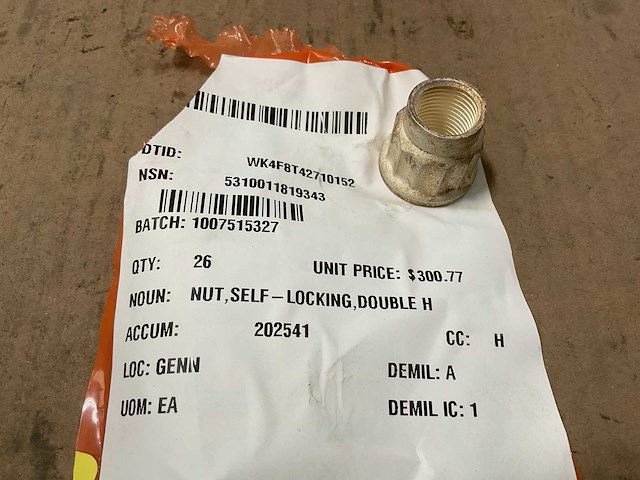 DTID: WK4F8T42710152
NSN: 5310011819343
BATCH: 1007515327
QTY: 26 UNIT PRICE: $300.77
NOUN: NUT,SELF-LOCKING,DOUBLE H
ACCUM: 202541 CC: H
LOC: GENN DEMIL: A
UOM: EA DEMIL IC: 1